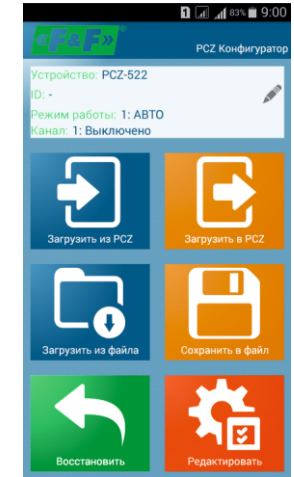 1 83% 9:00
«F&F»
PCZ Конфигуратор
Устройство: PCZ-522
ID: -
Режим работы: 1: АВТО
Канал: 1: Выключено
Загрузить из PCZ
Загрузить в PCZ
Загрузить из файла
Сохранить в файл
Восстановить
Редактировать